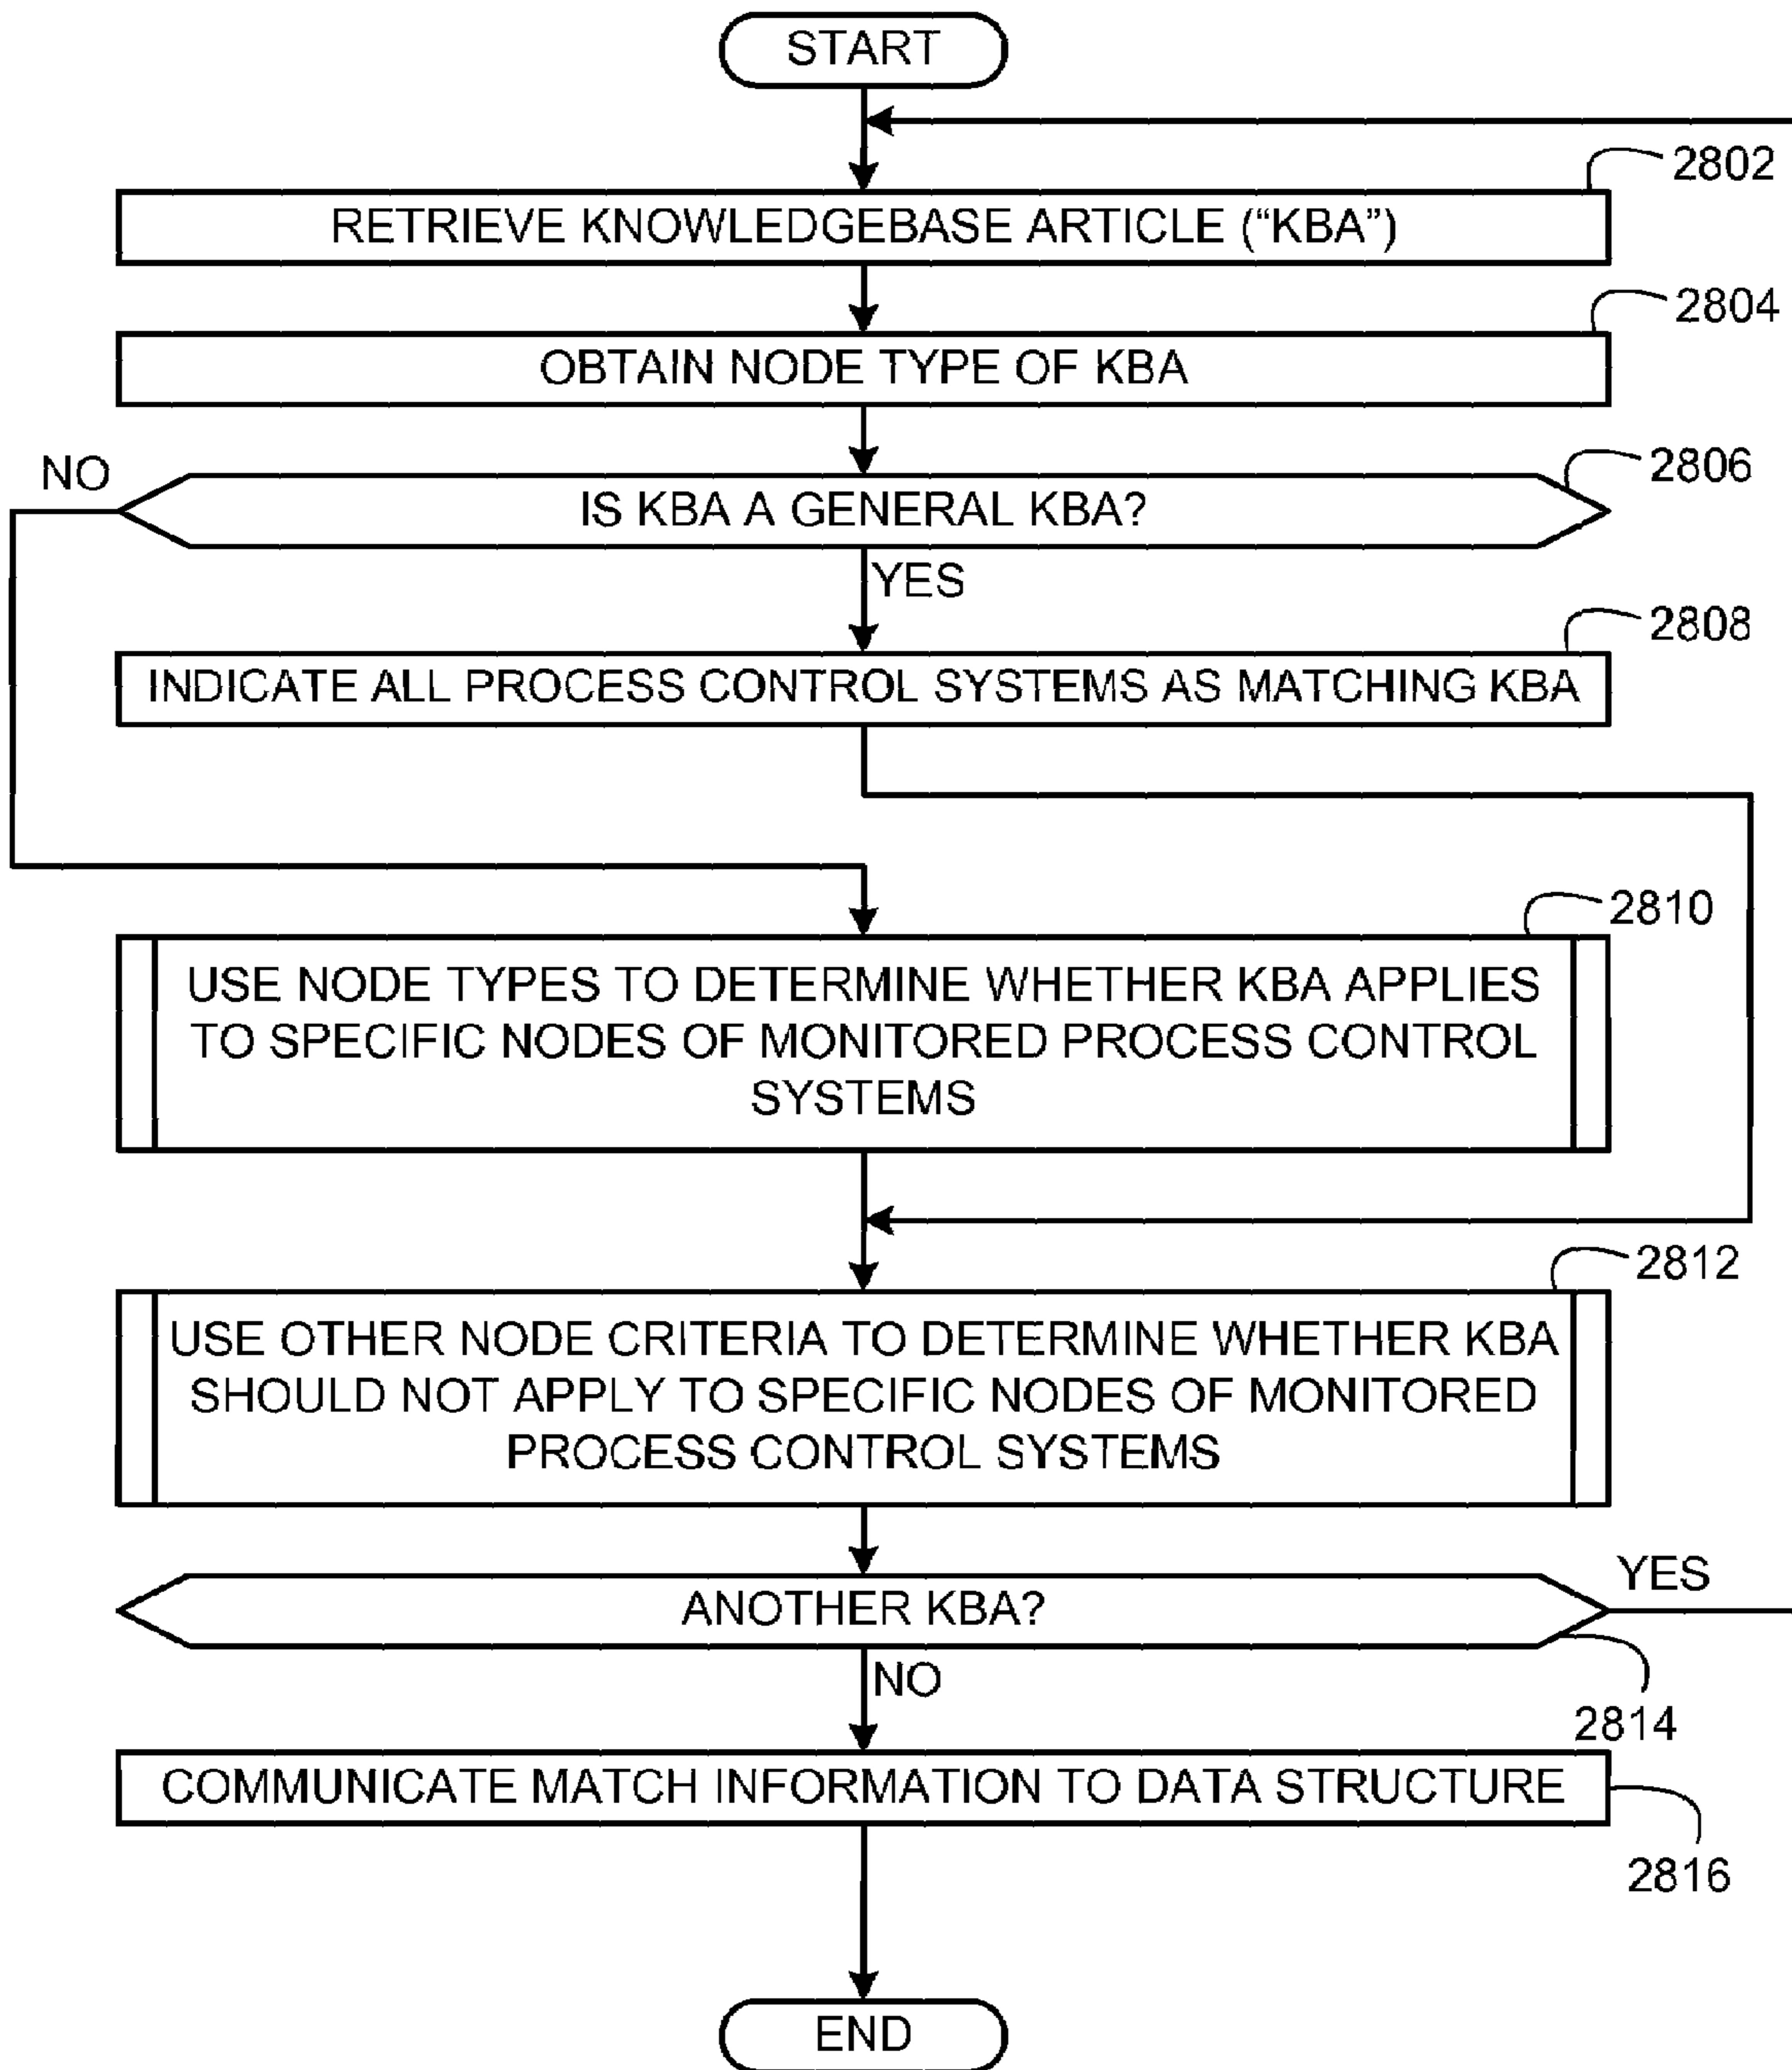 START
2802
RETRIEVE KNOWLEDGEBASE ARTICLE (“KBA”)
2804
OBTAIN NODE TYPE OF KBA
NO
2806
IS KBA A GENERAL KBA?
YES
2808
INDICATE ALL PROCESS CONTROL SYSTEMS AS MATCHING KBA
2810
USE NODE TYPES TO DETERMINE WHETHER KBA APPLIES
TO SPECIFIC NODES OF MONITORED PROCESS CONTROL
SYSTEMS
2812
USE OTHER NODE CRITERIA TO DETERMINE WHETHER KBA
SHOULD NOT APPLY TO SPECIFIC NODES OF MONITORED
PROCESS CONTROL SYSTEMS
YES
ANOTHER KBA?
NO
2814
COMMUNICATE MATCH INFORMATION TO DATA STRUCTURE
2816
END